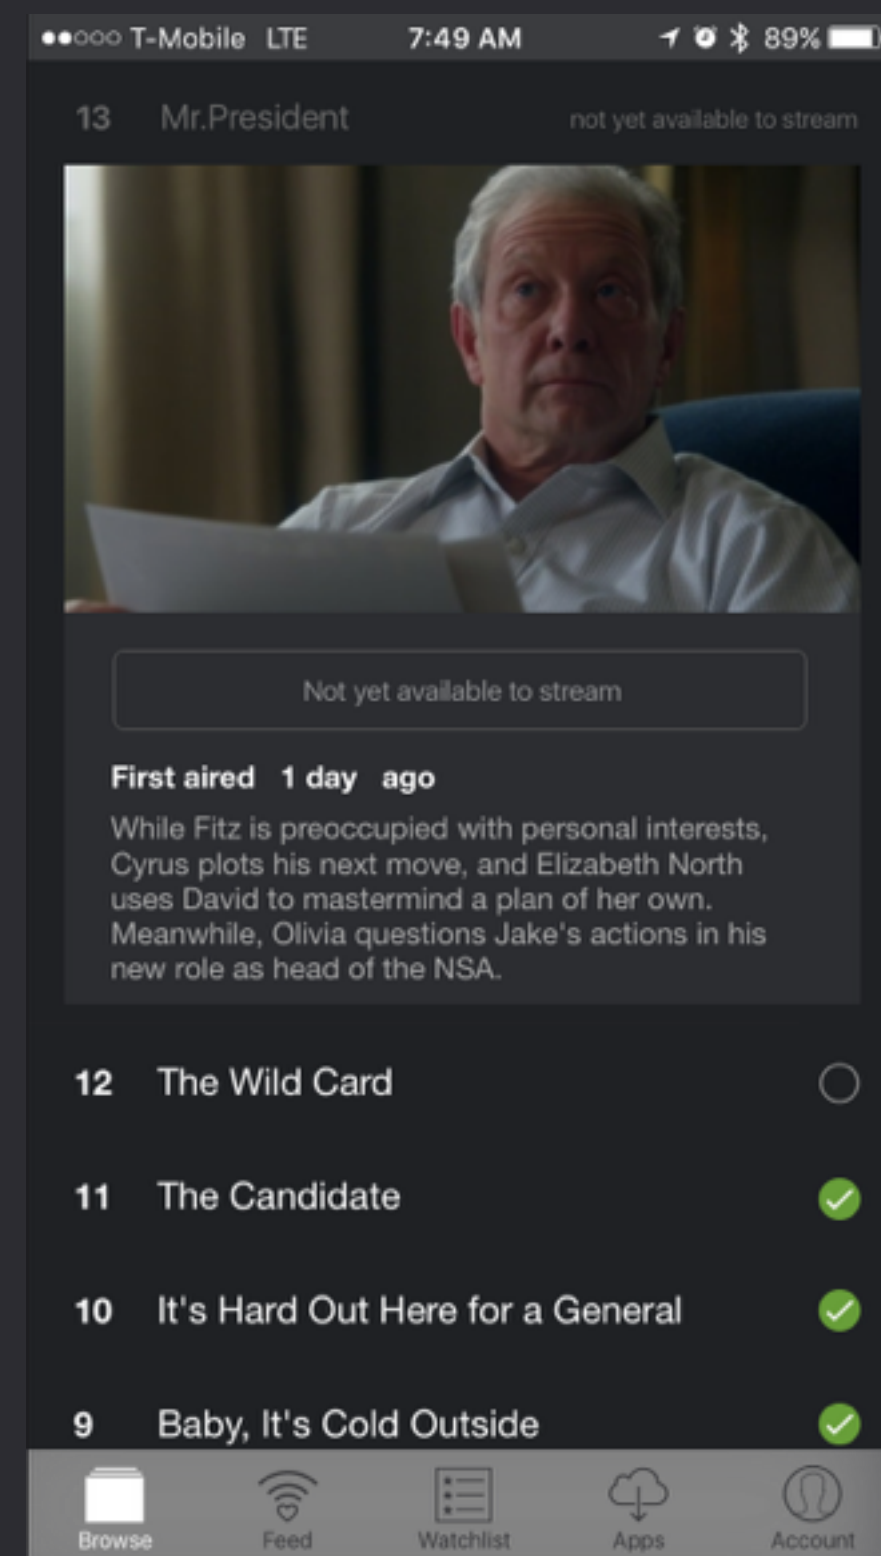 T-Mobile LTE 7:49 AM 89%
13 Mr.President not yet available to stream
Not yet available to stream
First aired 1 day ago
While Fitz is preoccupied with personal interests,
Cyrus plots his next move, and Elizabeth North
uses David to mastermind a plan of her own.
Meanwhile, Olivia questions Jake's actions in his
new role as head of the NSA.
12 The Wild Card
11 The Candidate
10 It's Hard Out Here for a General
9 Baby, It's Cold Outside
Browse Feed Watchlist Apps Account